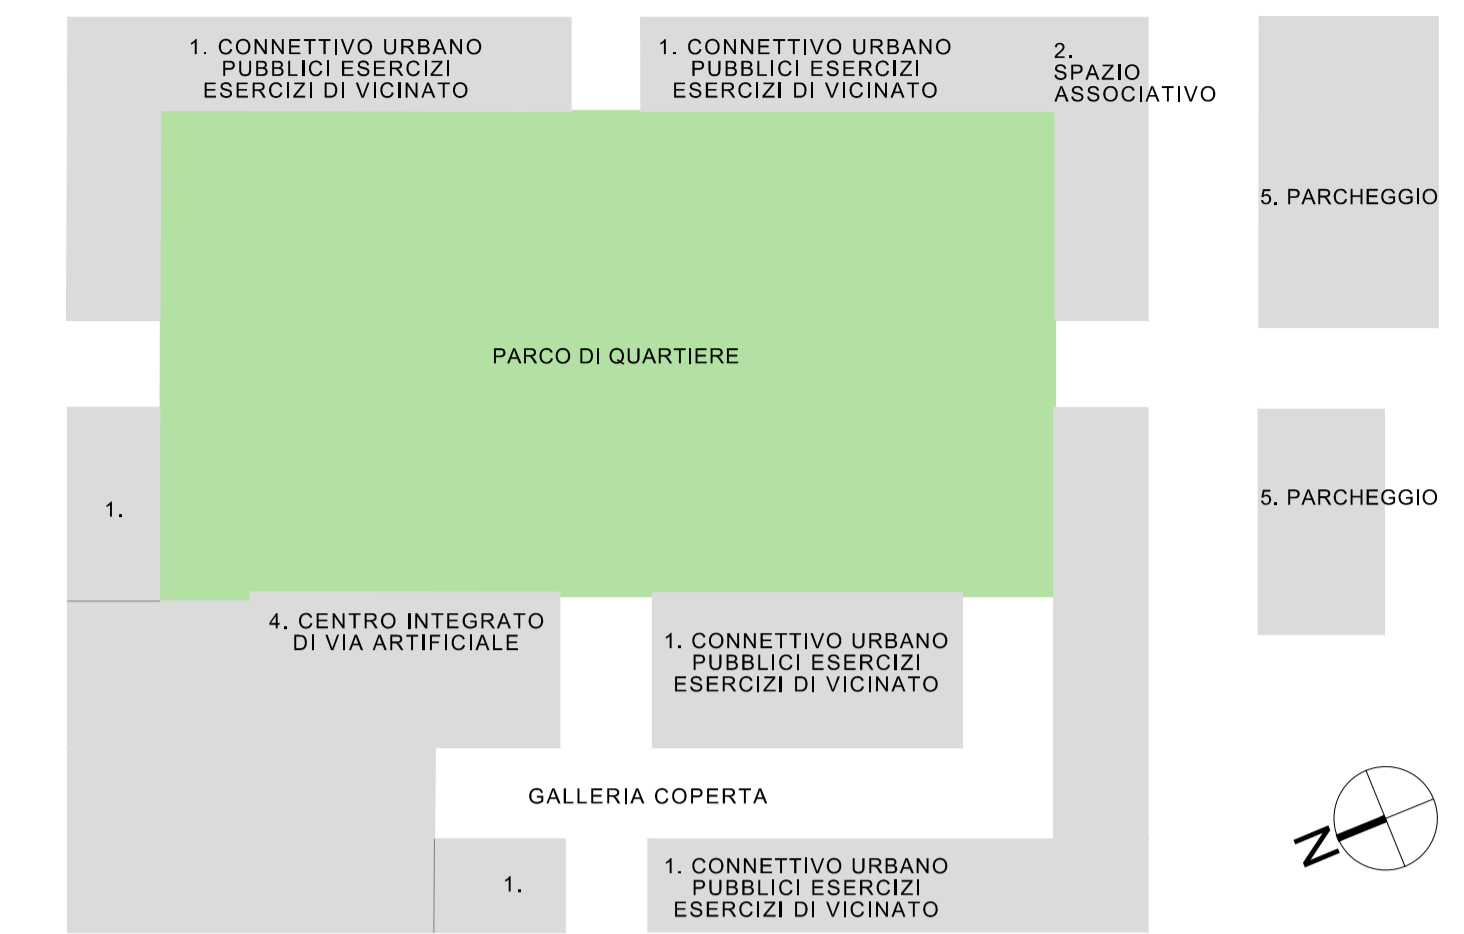 1. CONNETTIVO URBANO
PUBBLICI ESERCIZI
ESERCIZI DI VICINATO
1. CONNETTIVO URBANO
PUBBLICI ESERCIZI
ESERCIZI DI VICINATO
2.
SPAZIO
ASSOCIATIVO
5. PARCHEGGIO
PARCO DI QUARTIERE
1.
5. PARCHEGGIO
4. CENTRO INTEGRATO
DI VIA ARTIFICIALE
1. CONNETTIVO URBANO
PUBBLICI ESERCIZI
ESERCIZI DI VICINATO
GALLERIA COPERTA
1.
1. CONNETTIVO URBANO
PUBBLICI ESERCIZI
ESERCIZI DI VICINATO
N